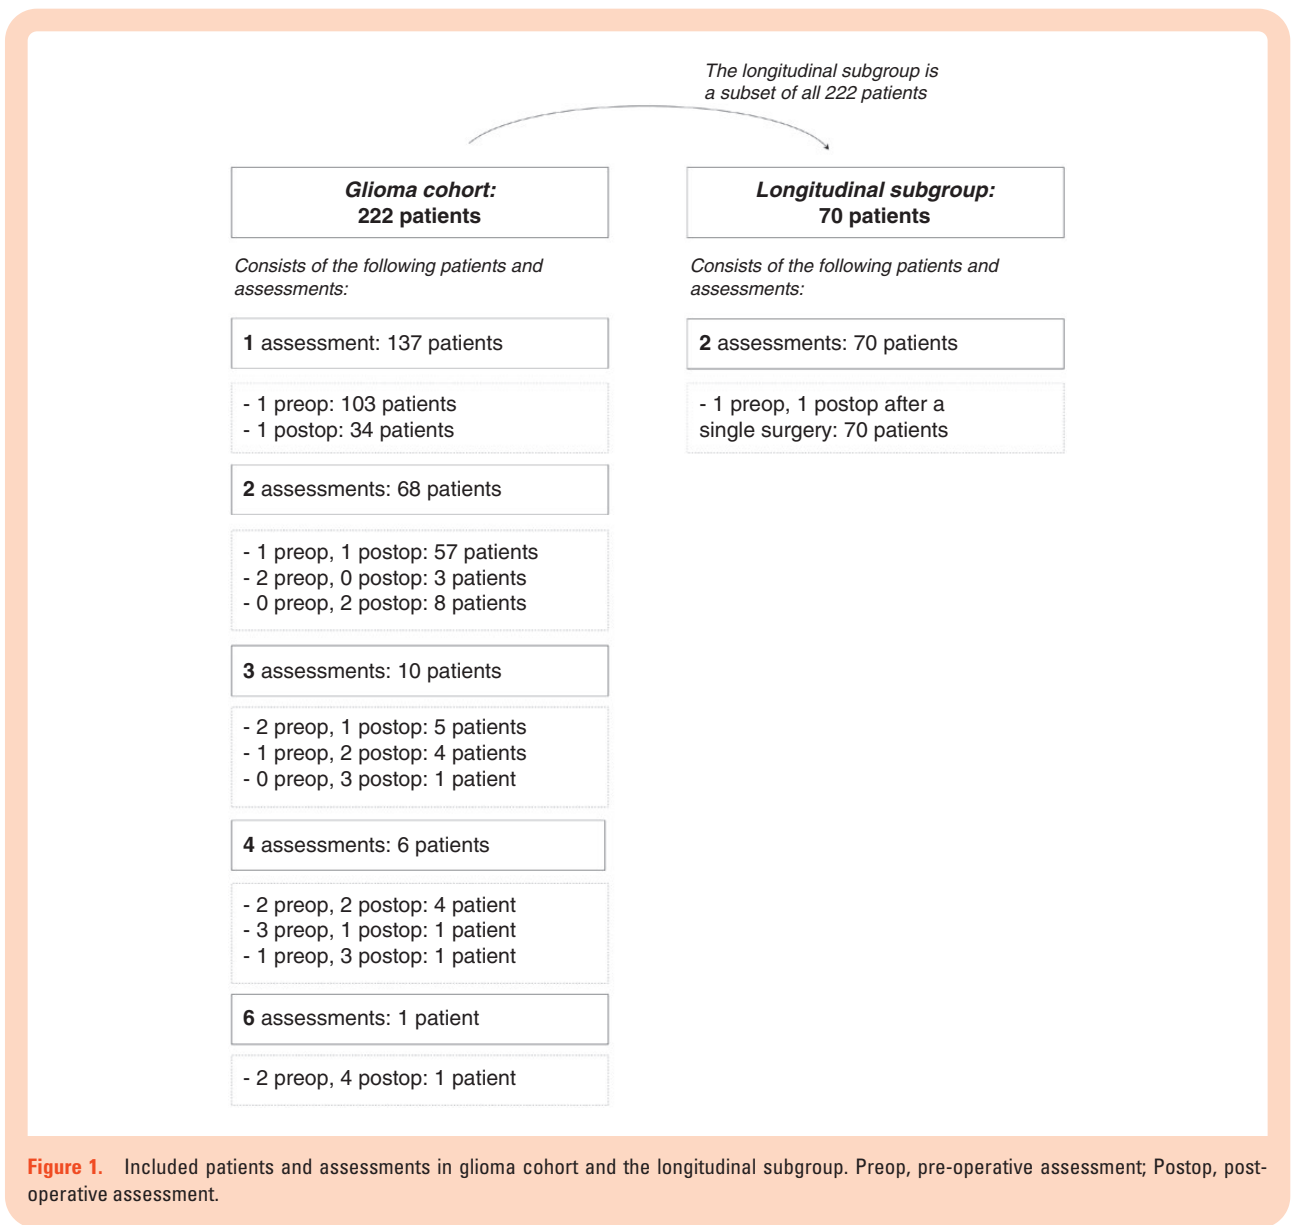 The longitudinal subgroup is
a subset of all 222 patients
Glioma cohort:
222 patients
Consists of the following patients and
assessments:
1 assessment: 137 patients
- 1 preop: 103 patients
- 1 postop: 34 patients
2 assessments: 68 patients
- 1 preop, 1 postop: 57 patients
- 2 preop, 0 postop: 3 patients
- 0 preop, 2 postop: 8 patients
3 assessments: 10 patients
- 2 preop, 1 postop: 5 patients
- 1 preop, 2 postop: 4 patients
- 0 preop, 3 postop: 1 patient
4 assessments: 6 patients
- 2 preop, 2 postop: 4 patient
- 3 preop, 1 postop: 1 patient
- 1 preop, 3 postop: 1 patient
6 assessments: 1 patient
- 2 preop, 4 postop: 1 patient
Longitudinal subgroup:
70 patients
Consists of the following patients and
assessments:
2 assessments: 70 patients
- 1 preop, 1 postop after a
single surgery: 70 patients
Figure 1. Included patients and assessments in glioma cohort and the longitudinal subgroup. Preop, pre-operative assessment; Postop, post-
operative assessment.